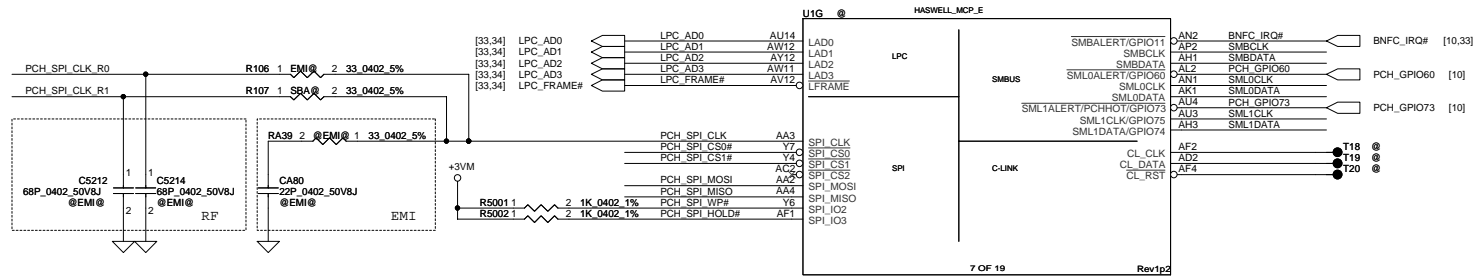 U1G @ HASWELL_MCP_E
[33,34] LPC_AD0 LPC_AD0 AU14 LAD0
[33,34] LPC_AD1 LPC_AD1 AW12 LAD1
[33,34] LPC_AD2 LPC_AD2 AY12 LAD2
[33,34] LPC_AD3 LPC_AD3 AW11 LAD3
[33,34] LPC_FRAME# LPC_FRAME# AV12 LFRAME
LPC
SMBUS
SMBALERT/GPIO11 AN2 BNFC_IRQ# BNFC_IRQ# [10,33]
SMBCLK AP2 SMBCLK
SMBDATA AH1 SMBDATA
SML0ALERT/GPIO60 AL2 PCH_GPIO60 PCH_GPIO60 [10]
SML0CLK AN1 SML0CLK
SML0DATA AK1 SML0DATA
SML1ALERT/PCHHOT/GPIO73 AU4 PCH_GPIO73 PCH_GPIO73 [10]
SML1CLK/GPIO75 AU3 SML1CLK
SML1DATA/GPIO74 AH3 SML1DATA
PCH_SPI_CLK_R0 R106 1 EMI@ 2 33_0402_5%
PCH_SPI_CLK_R1 R107 1 SBA@ 2 33_0402_5%
RA39 2 @EMI@ 1 33_0402_5%
PCH_SPI_CLK AA3 SPI_CLK
PCH_SPI_CS0# Y7 SPI_CS0
PCH_SPI_CS1# Y4 SPI_CS1
AC2 SPI_CS2
PCH_SPI_MOSI AA2 SPI_MOSI
PCH_SPI_MISO AA4 SPI_MISO
+3VM
R5001 1 2 1K_0402_1% PCH_SPI_WP# Y6 SPI_IO2
R5002 1 2 1K_0402_1% PCH_SPI_HOLD# AF1 SPI_IO3
SPI
C-LINK
CL_CLK AF2 T18 @
CL_DATA AD2 T19 @
CL_RST AF4 T20 @
C5212 1
68P_0402_50V8J
@EMI@ 2
C5214 1
68P_0402_50V8J
@EMI@ 2
RF
CA80
22P_0402_50V8J
@EMI@
EMI
7 OF 19
Rev1p2